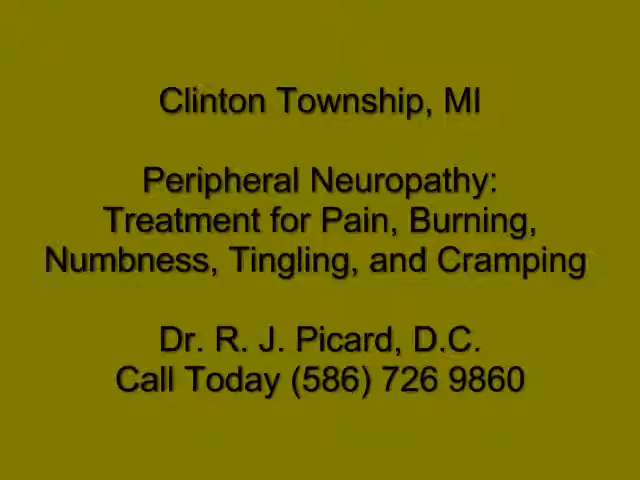 Clinton Township, MI
Peripheral Neuropathy:
Treatment for Pain, Burning,
Numbness, Tingling, and Cramping
Dr. R. J. Picard, D.C.
Call Today (586) 726 9860